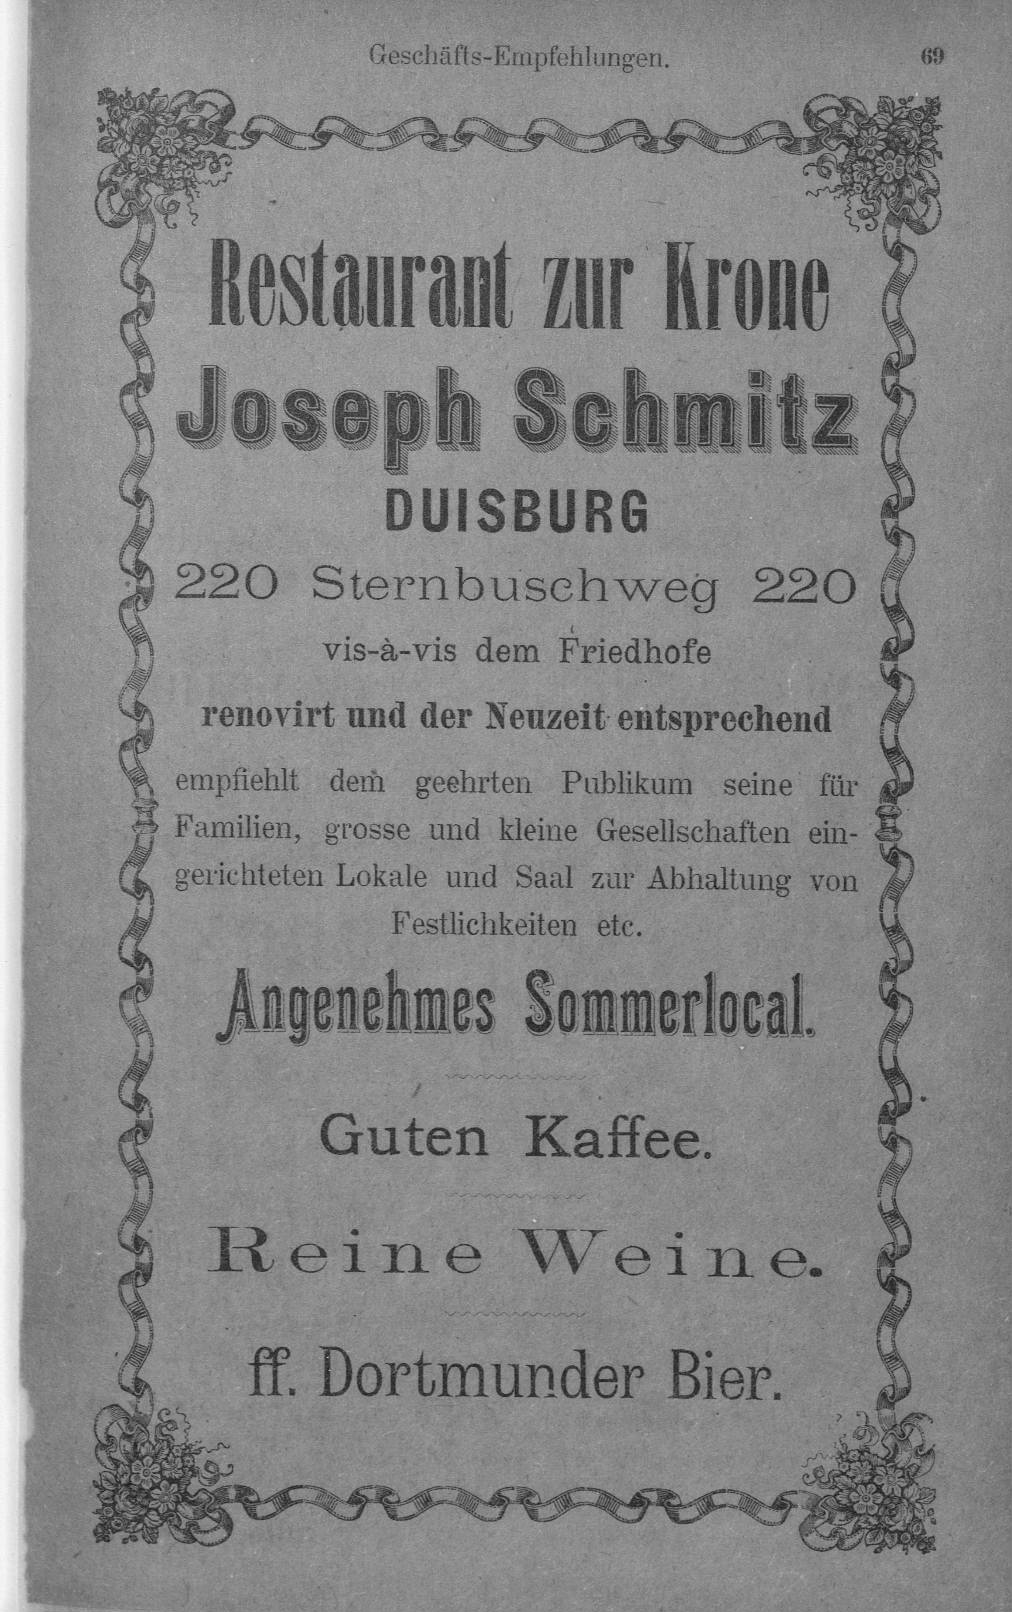 Geschäfts-Empfehlungen. 69
Restaurant zur Krone
Joseph Schmitz
DUISBURG
220 Sternbuschweg 220
vis-à-vis dem Friedhofe
renovirt und der Neuzeit entsprechend
empfiehlt dem geehrten Publikum seine für
Familien, grosse und kleine Gesellschaften ein-
gerichteten Lokale und Saal zur Abhaltung von
Festlichkeiten etc.
Angenehmes Sommerlocal.
Guten Kaffee.
Reine Weine.
ff. Dortmunder Bier.